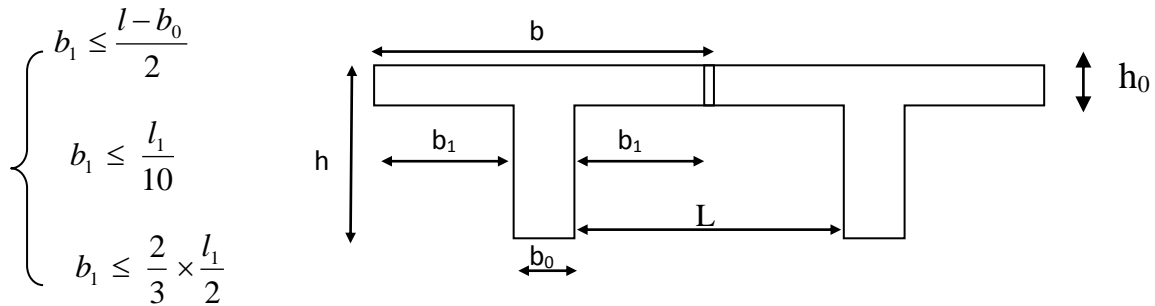 b₁ ≤ (l − b₀)/2
b₁ ≤ l₁/10
b₁ ≤ 2/3 × l₁/2
b
h₀
b₁
b₁
h
L
b₀